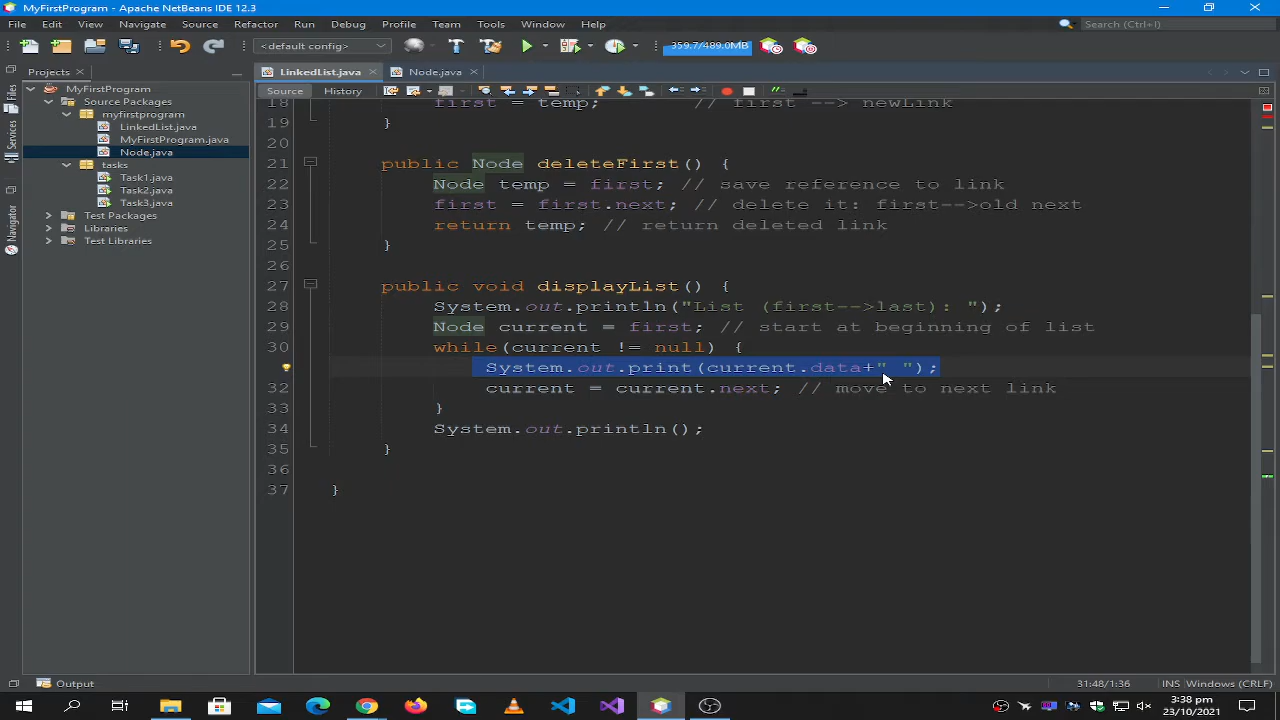 MyFirstProgram - Apache NetBeans IDE 12.3
File Edit View Navigate Source Refactor Run Debug Profile Team Tools Window Help
Search (Ctrl+I)
<default config>
359.7/489.0MB
Projects
LinkedList.java
Node.java
Source
History
Files
Services
Navigator
MyFirstProgram
Source Packages
myfirstprogram
LinkedList.java
MyFirstProgram.java
Node.java
tasks
Task1.java
Task2.java
Task3.java
Test Packages
Libraries
Test Libraries
18 first = temp; // first --> newLink
19 }
20
21 public Node deleteFirst() {
22 Node temp = first; // save reference to link
23 first = first.next; // delete it: first-->old next
24 return temp; // return deleted link
25 }
26
27 public void displayList() {
28 System.out.println("List (first-->last): ");
29 Node current = first; // start at beginning of list
30 while(current != null) {
System.out.print(current.data+" ");
32 current = current.next; // move to next link
33 }
34 System.out.println();
35 }
36
37 }
Output
31:48/1:36 INS Windows (CRLF)
3:38 pm
23/10/2021